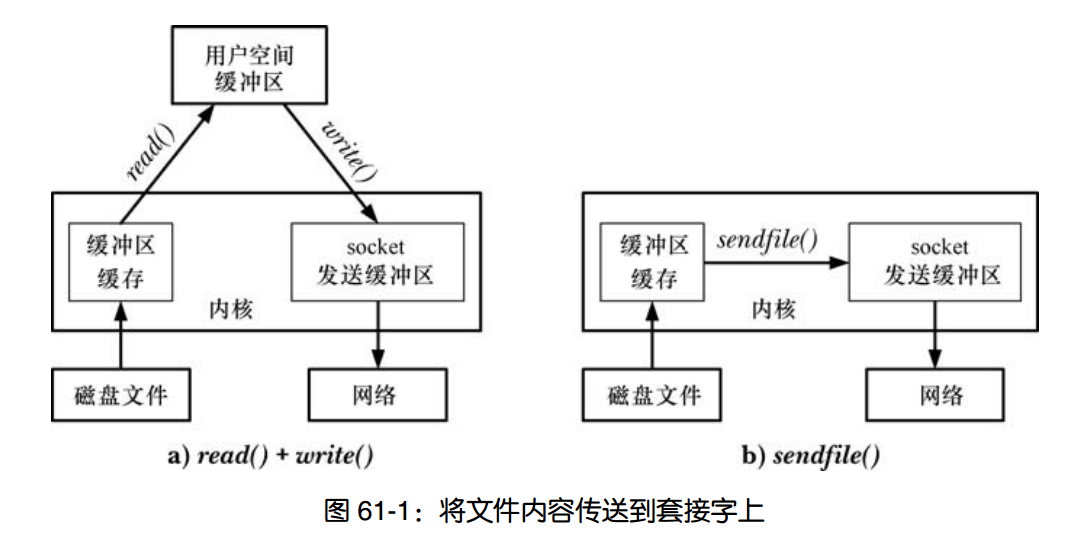 用户空间
缓冲区
read()
write()
缓冲区
缓存
socket
发送缓冲区
内核
磁盘文件
网络
a) read() + write()
缓冲区
缓存
sendfile()
socket
发送缓冲区
内核
磁盘文件
网络
b) sendfile()
图 61-1：将文件内容传送到套接字上